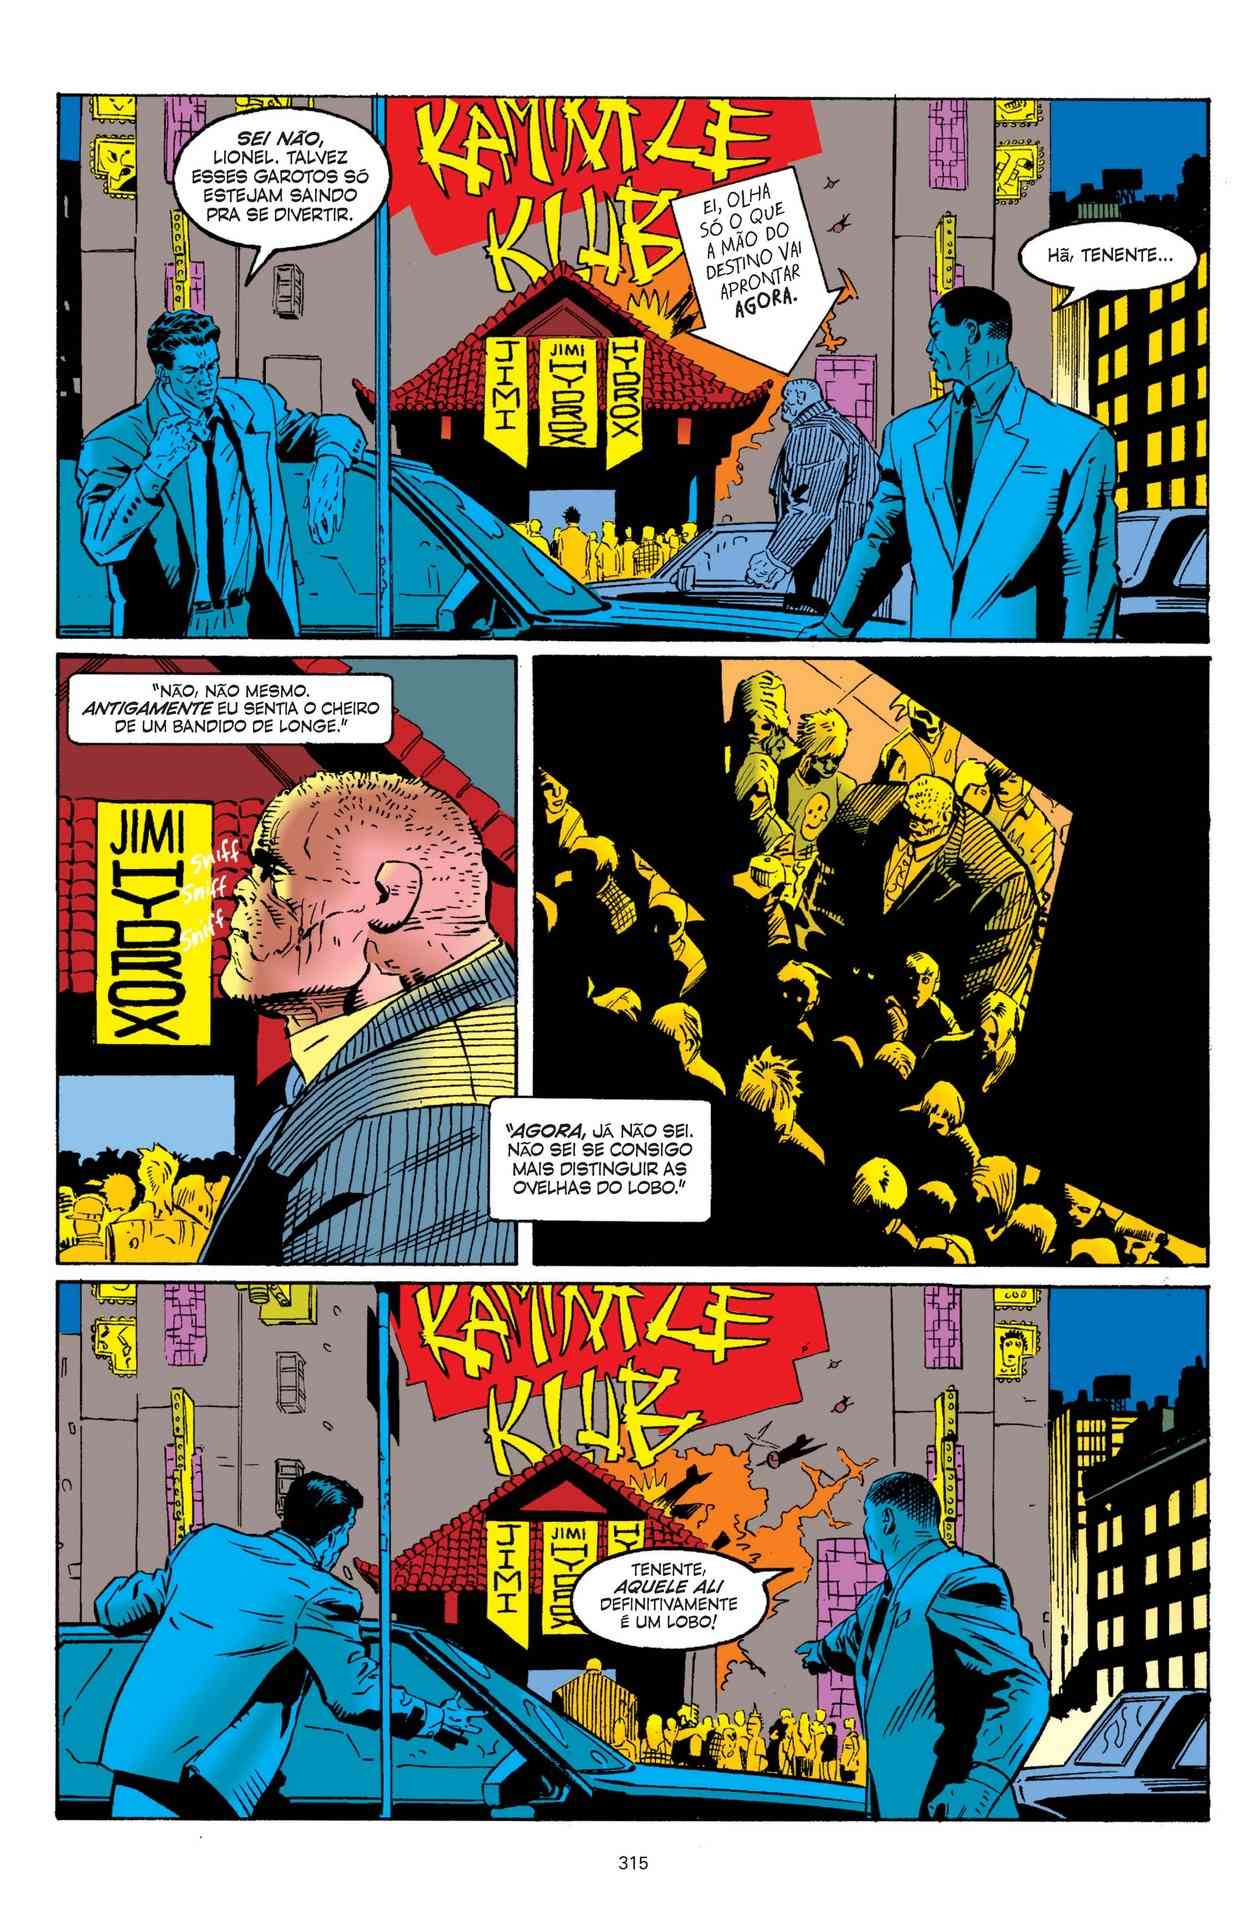 KAMIKAZE
KLUB
SEI NÃO,
LIONEL. TALVEZ
ESSES GAROTOS SÓ
ESTEJAM SAINDO
PRA SE DIVERTIR.
EI, OLHA
SÓ O QUE
A MÃO DO
DESTINO VAI
APRONTAR
AGORA.
HÃ, TENENTE...
JIMI
JIMI
HYDROX
HYDROX
"NÃO, NÃO MESMO.
ANTIGAMENTE EU SENTIA O CHEIRO
DE UM BANDIDO DE LONGE."
JIMI
HYDROX
Sniff
Sniff
Sniff
"AGORA, JÁ NÃO SEI.
NÃO SEI SE CONSIGO
MAIS DISTINGUIR AS
OVELHAS DO LOBO."
KAMIKAZE
KLUB
JIMI
JIMI
HYDROX
TENENTE,
AQUELE ALI
DEFINITIVAMENTE
É UM LOBO!
315